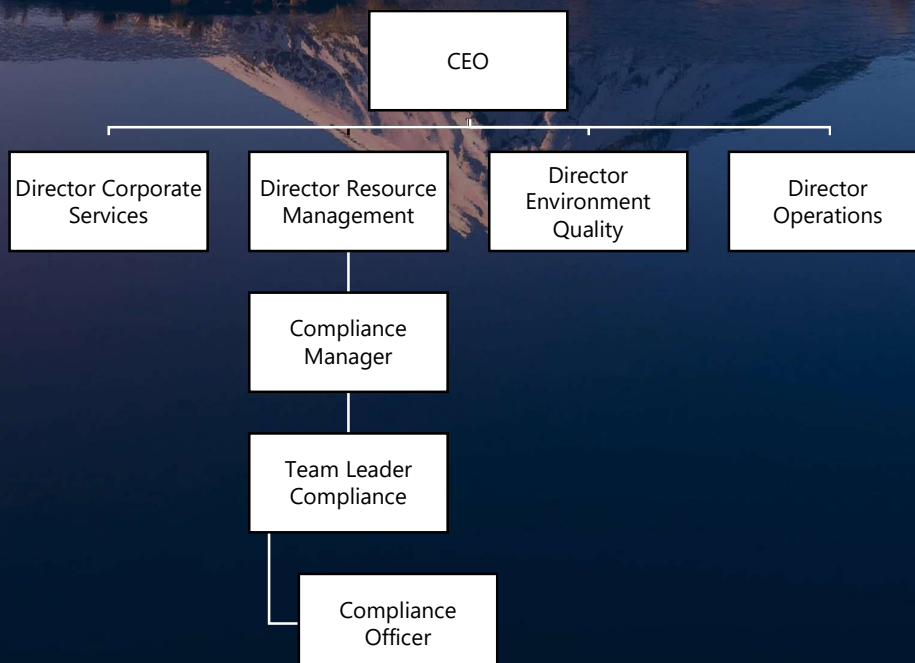 CEO
Director Corporate
Services
Director Resource
Management
Director
Environment
Quality
Director
Operations
Compliance
Manager
Team Leader
Compliance
Compliance
Officer